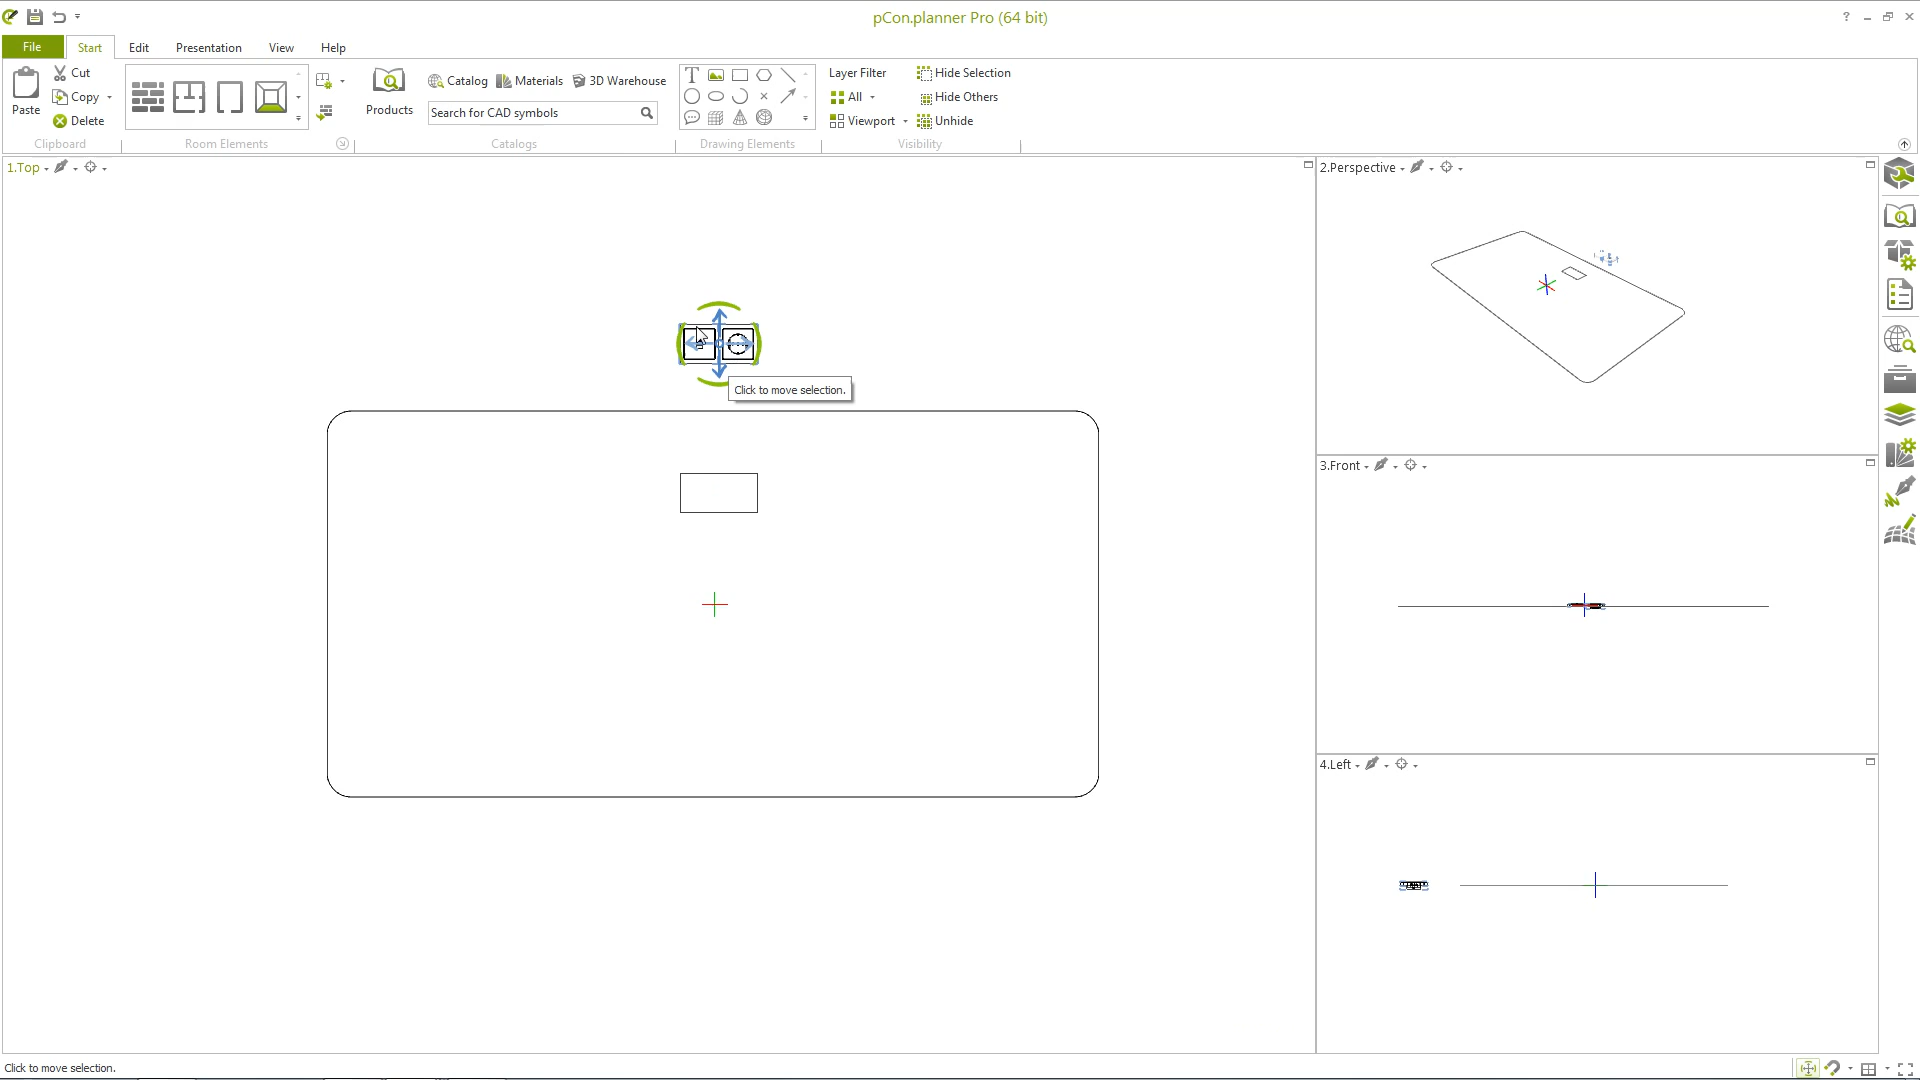 pCon.planner Pro (64 bit)
File
Start
Edit
Presentation
View
Help
Paste
Cut
Copy
Delete
Clipboard
Room Elements
Products
Catalog
Materials
3D Warehouse
Search for CAD symbols
Catalogs
Drawing Elements
Layer Filter
All
Viewport
Hide Selection
Hide Others
Unhide
Visibility
1.Top
2.Perspective
Click to move selection.
3.Front
4.Left
Click to move selection.